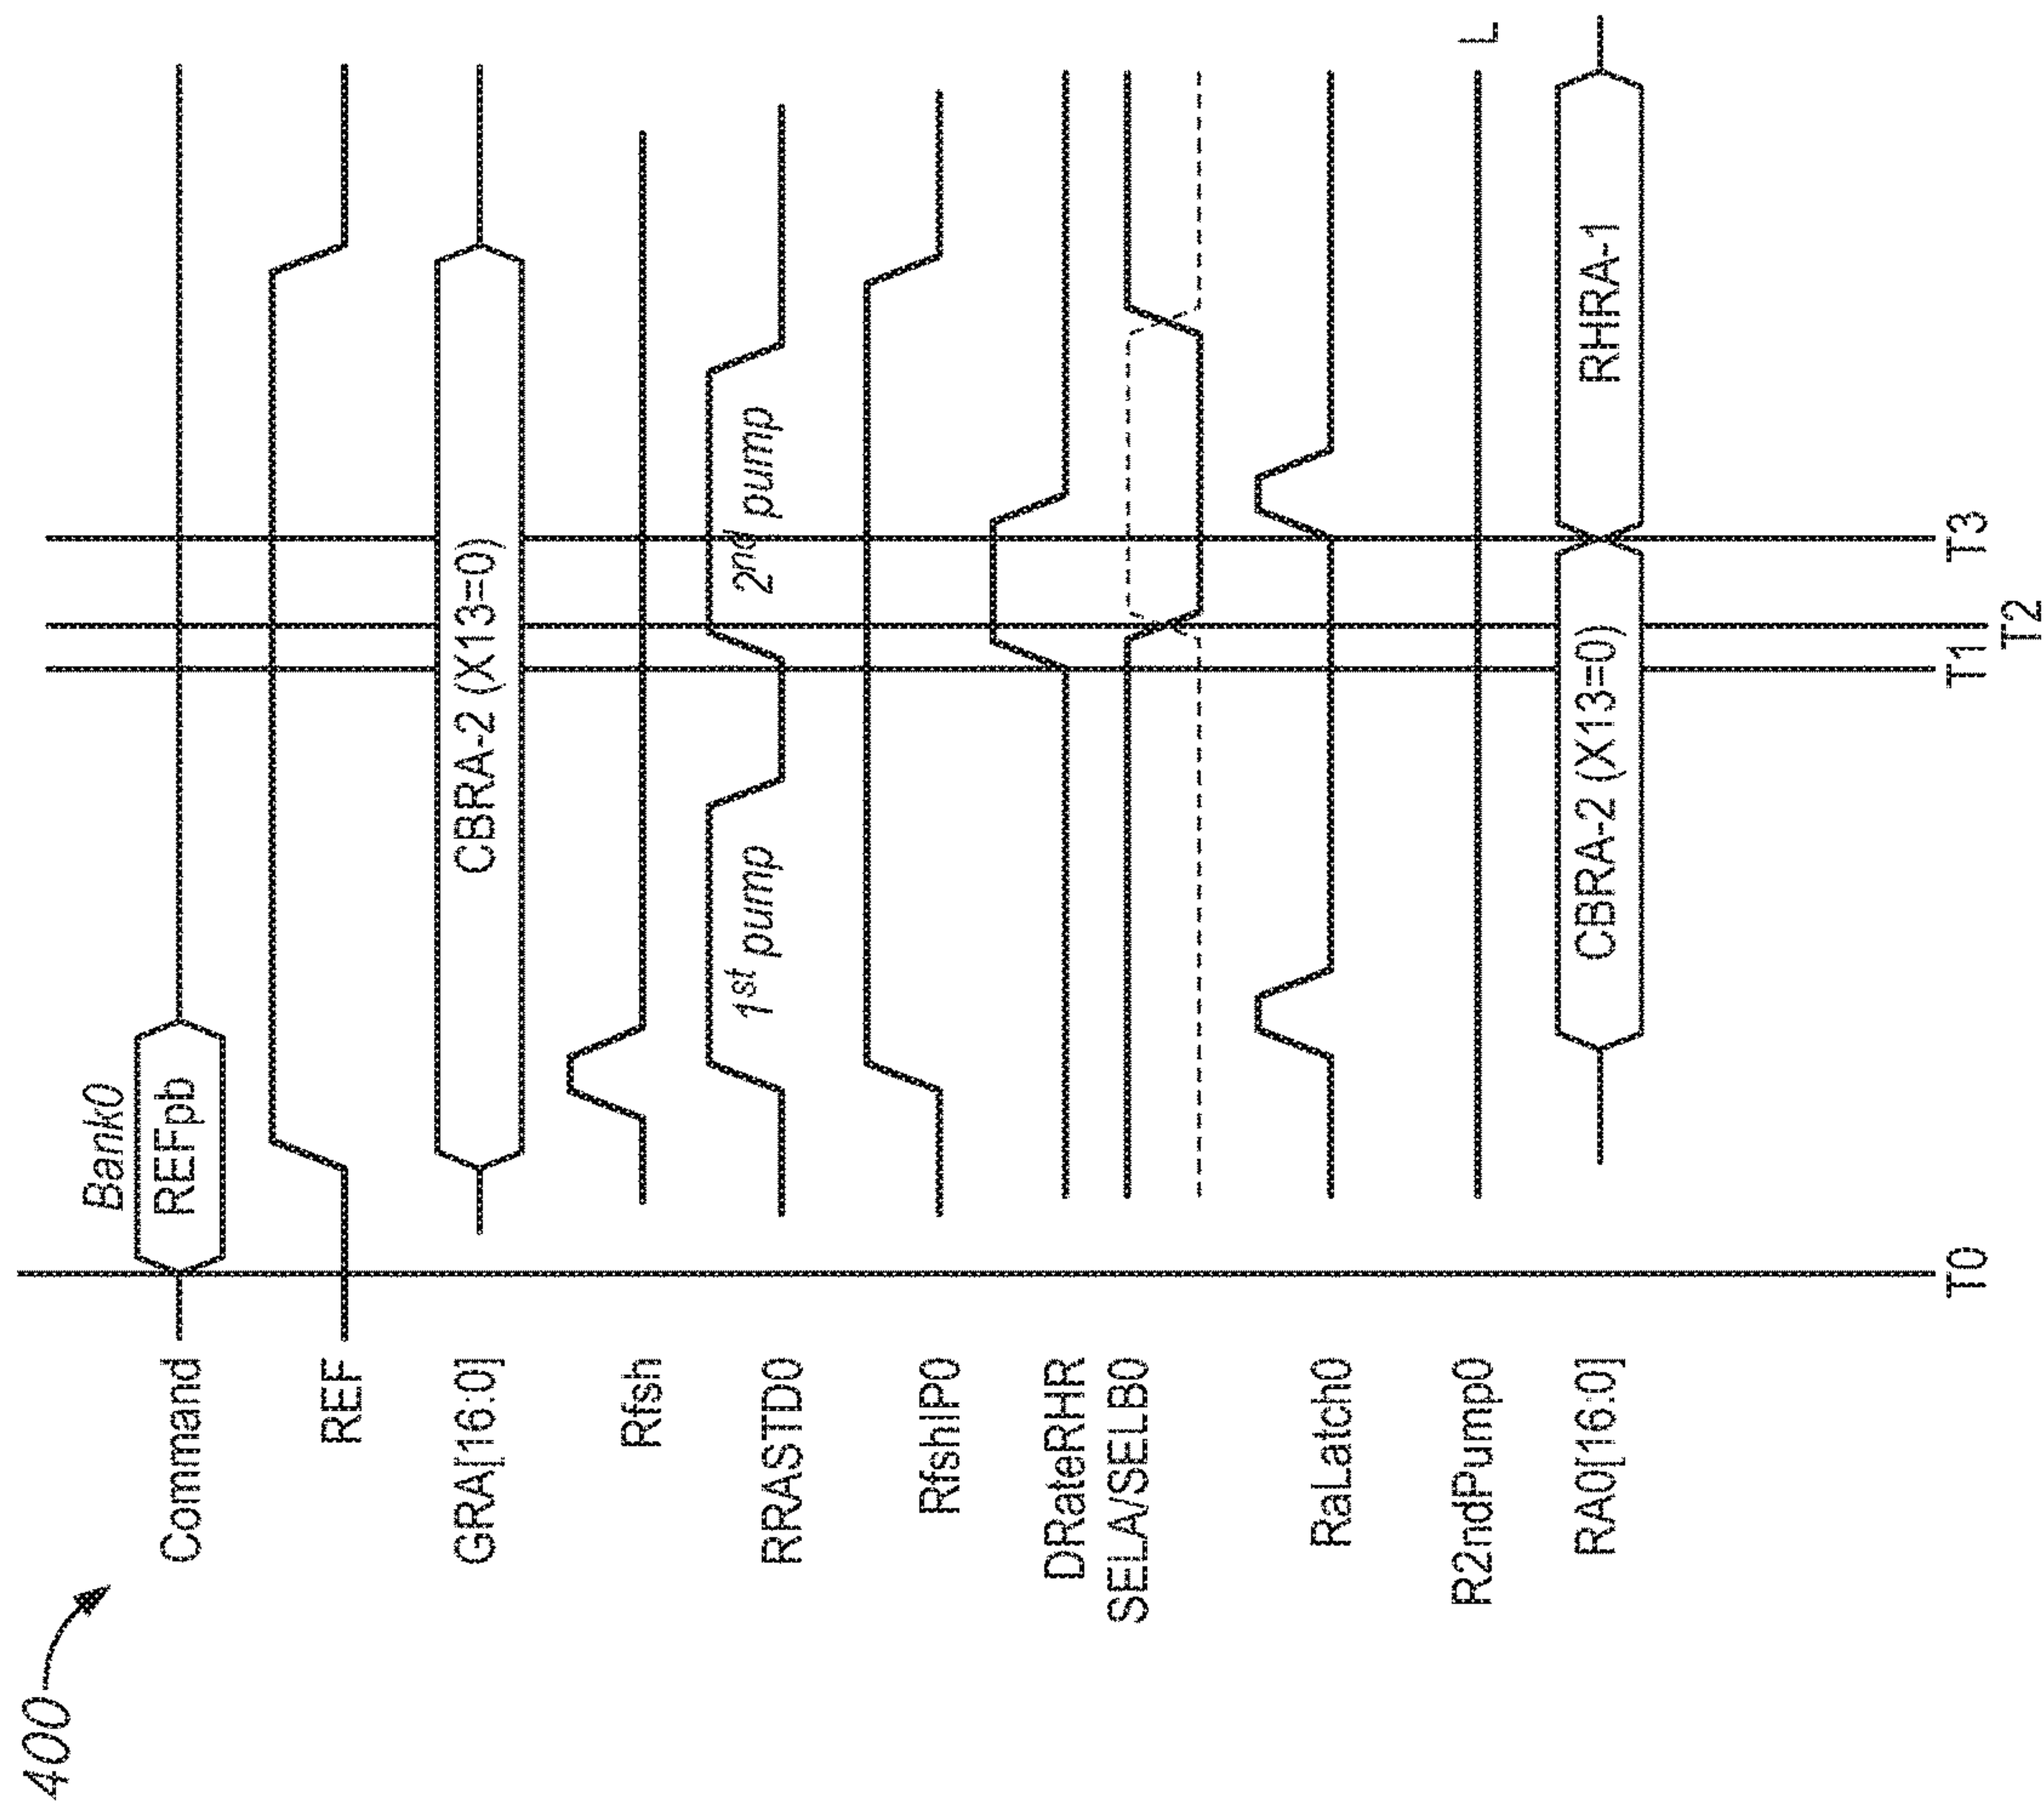 400
Bank0
Command REFpb
REF
GRA[16:0] CBRA-2 (X13=0)
Rfsh
RRASTD0 1st pump 2nd pump
RfshIP0
DRateRHR
SELA/SELB0
RaLatch0
R2ndPump0 L
RA0[16:0] CBRA-2 (X13=0) RHRA-1
T0 T1 T3
T2